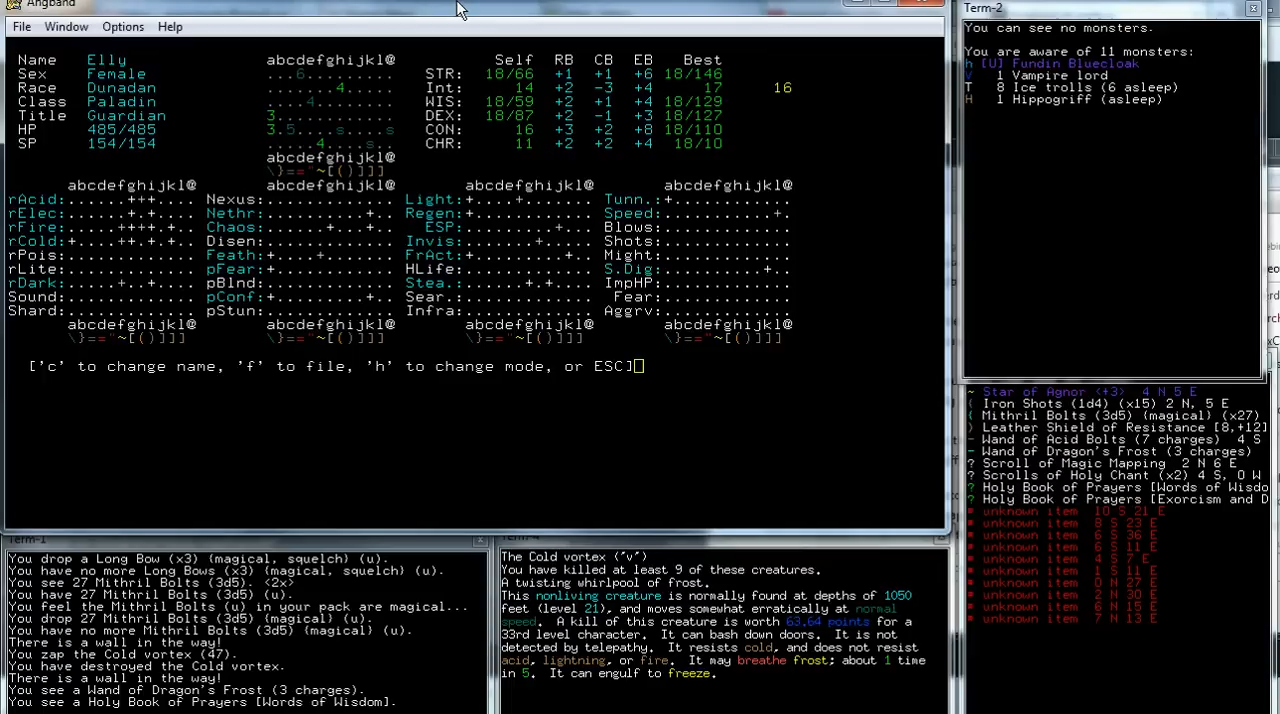 Angband
File Window Options Help
Name Elly
Sex Female
Race Dunadan
Class Paladin
Title Guardian
HP 485/485
SP 154/154
abcdefghijkl@
abcdefghijkl@
Self RB CB EB Best
STR: 18/66 +1 +1 +6 18/146
Int: 14 +2 -3 +4 17 16
WIS: 18/59 +2 +1 +4 18/129
DEX: 18/87 +2 -1 +3 18/127
CON: 16 +3 +2 +8 18/110
CHR: 11 +2 +2 +4 18/10
abcdefghijkl@ abcdefghijkl@ abcdefghijkl@ abcdefghijkl@
rAcid: Nexus: Light: Tunn.:
rElec: Nethr: Regen: Speed:
rFire: Chaos: ESP: Blows:
rCold: Disen: Invis: Shots:
rPois: Feath: FrAct: Might:
rLite: pFear: HLife: S.Dig:
rDark: pBlnd: Stea.: ImpHP:
Sound: pConf: Sear.: Fear:
Shard: pStun: Infra: Aggrv:
abcdefghijkl@ abcdefghijkl@ abcdefghijkl@ abcdefghijkl@
['c' to change name, 'f' to file, 'h' to change mode, or ESC]
Term-2
You can see no monsters.
You are aware of 11 monsters:
h [U] Fundin Bluecloak
V 1 Vampire lord
T 8 Ice trolls (6 asleep)
H 1 Hippogriff (asleep)
~ Star of Agnor <+3> 4 N 5 E
( Iron Shots (1d4) (x15) 2 N, 5 E
( Mithril Bolts (3d5) (magical) (x27)
) Leather Shield of Resistance [8,+12]
- Wand of Acid Bolts (7 charges) 4 S
- Wand of Dragon's Frost (3 charges)
? Scroll of Magic Mapping 2 N 6 E
? Scrolls of Holy Chant (x2) 4 S, 0 W
? Holy Book of Prayers [Words of Wisdo
? Holy Book of Prayers [Exorcism and D
* unknown item 10 S 21 E
* unknown item 8 S 23 E
* unknown item 6 S 36 E
* unknown item 6 S 11 E
* unknown item 4 S 7 E
* unknown item 1 S 11 E
* unknown item 0 N 27 E
* unknown item 2 N 30 E
* unknown item 6 N 15 E
* unknown item 7 N 13 E
Term-1
You drop a Long Bow (x3) {magical, squelch} (u).
You have no more Long Bows (x3) {magical, squelch} (u).
You see 27 Mithril Bolts (3d5). <2x>
You have 27 Mithril Bolts (3d5) (u).
You feel the Mithril Bolts (u) in your pack are magical...
You drop 27 Mithril Bolts (3d5) {magical} (u).
You have no more Mithril Bolts (3d5) {magical} (u).
There is a wall in the way!
You zap the Cold vortex (47).
You have destroyed the Cold vortex.
There is a wall in the way!
You see a Wand of Dragon's Frost (3 charges).
You see a Holy Book of Prayers [Words of Wisdom].
The Cold vortex ("v")
You have killed at least 9 of these creatures.
A twisting whirlpool of frost.
This nonliving creature is normally found at depths of 1050
feet (level 21), and moves somewhat erratically at normal
speed. A kill of this creature is worth 63.64 points for a
33rd level character. It can bash down doors. It is not
detected by telepathy. It resists cold, and does not resist
acid, lightning, or fire. It may breathe frost; about 1 time
in 5. It can engulf to freeze.